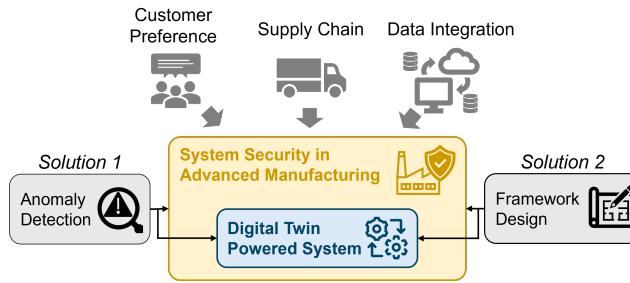 Customer
Preference
Supply Chain
Data Integration
Solution 1
Anomaly
Detection
System Security in
Advanced Manufacturing
Digital Twin
Powered System
Solution 2
Framework
Design